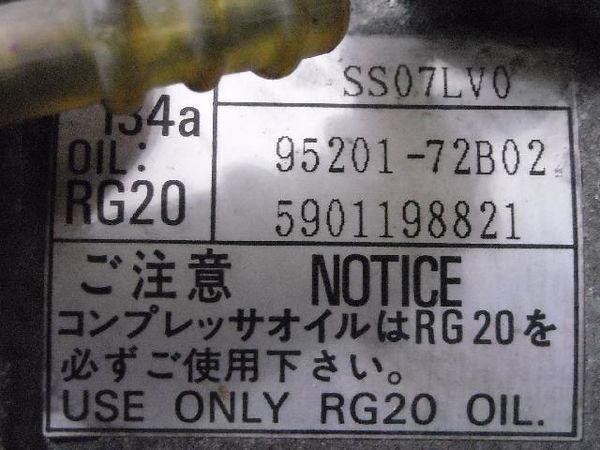 SS07LV0
134a
OIL:
RG20
95201-72B02
5901198821
ご注意 NOTICE
コンプレッサオイルはRG20を
必ずご使用下さい。
USE ONLY RG20 OIL.